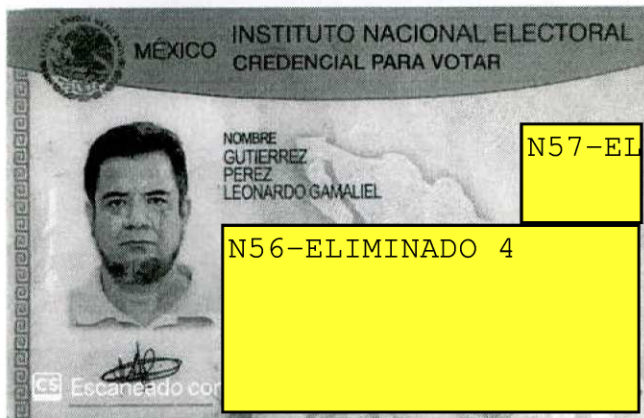 MÉXICO
INSTITUTO NACIONAL ELECTORAL
CREDENCIAL PARA VOTAR
NOMBRE
GUTIERREZ
PEREZ
LEONARDO GAMALIEL
N57-EL
N56-ELIMINADO 4
CS Escaneado con